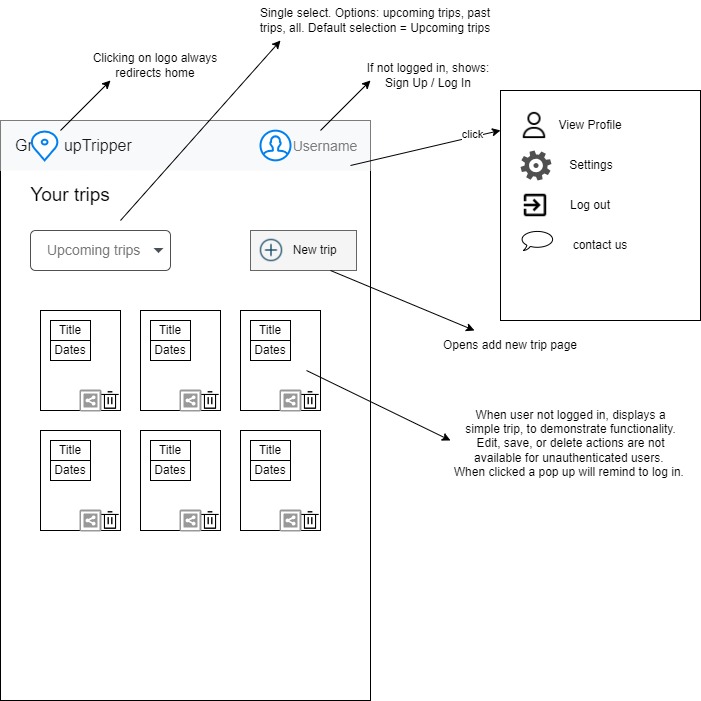 Single select. Options: upcoming trips, past
trips, all. Default selection = Upcoming trips
Clicking on logo always
redirects home
If not logged in, shows:
Sign Up / Log In
Gr upTripper
Username
click
View Profile
Settings
Log out
contact us
Your trips
Upcoming trips
New trip
Opens add new trip page
Title
Dates
Title
Dates
Title
Dates
When user not logged in, displays a
simple trip, to demonstrate functionality.
Edit, save, or delete actions are not
available for unauthenticated users.
When clicked a pop up will remind to log in.
Title
Dates
Title
Dates
Title
Dates